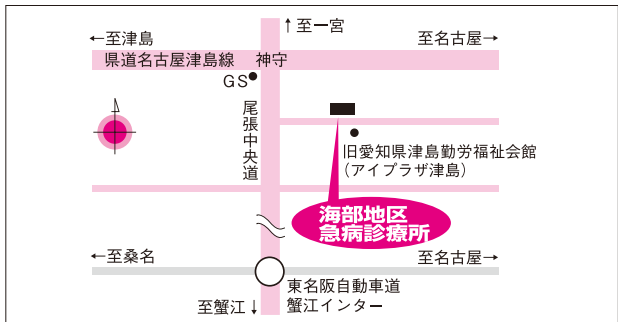 ↑至一宮
←至津島
至名古屋→
県道名古屋津島線 神守
GS
尾張中央道
旧愛知県津島勤労福祉会館
(アイプラザ津島)
海部地区
急病診療所
←至桑名
至名古屋→
東名阪自動車道
蟹江インター
至蟹江↓